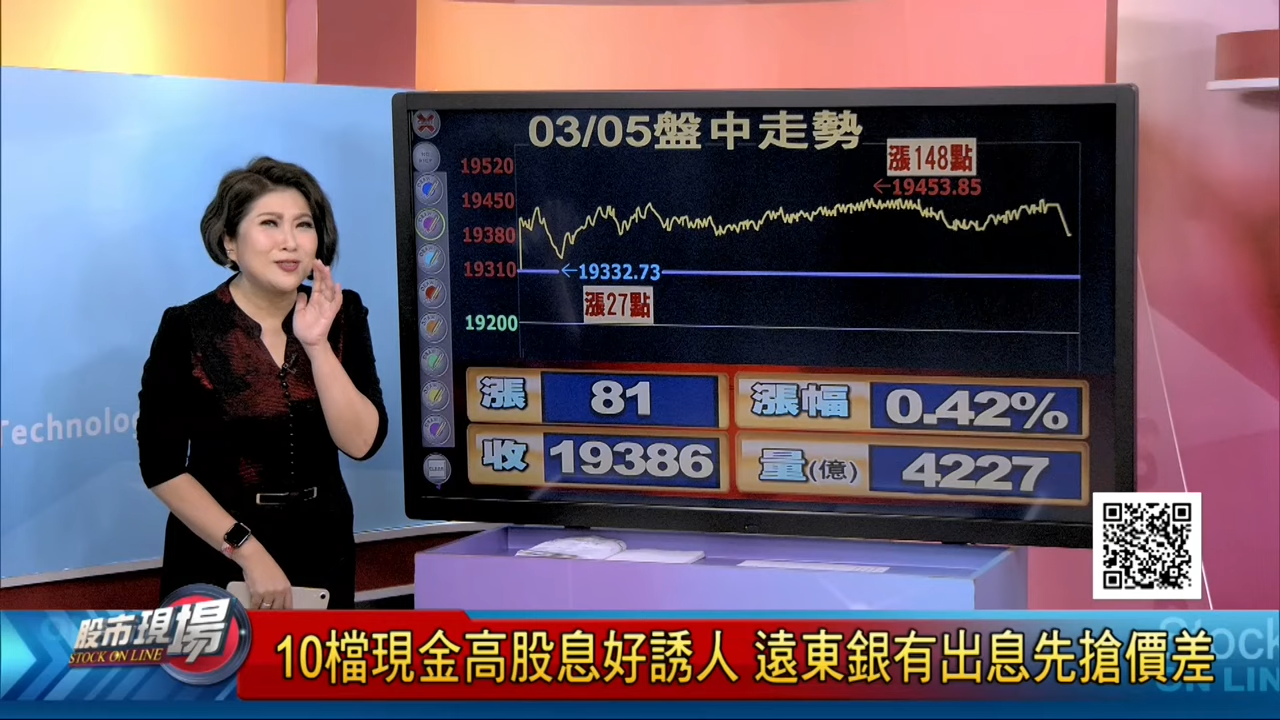 03/05盤中走勢
漲148點
19520
←19453.85
19450
19380
19310
←19332.73
漲27點
19200
漲 81 漲幅 0.42%
收 19386 量(億) 4227
Technolog
股市現場
STOCK ON LINE
10檔現金高股息好誘人 遠東銀有出息先搶價差
Stock
ON LIN